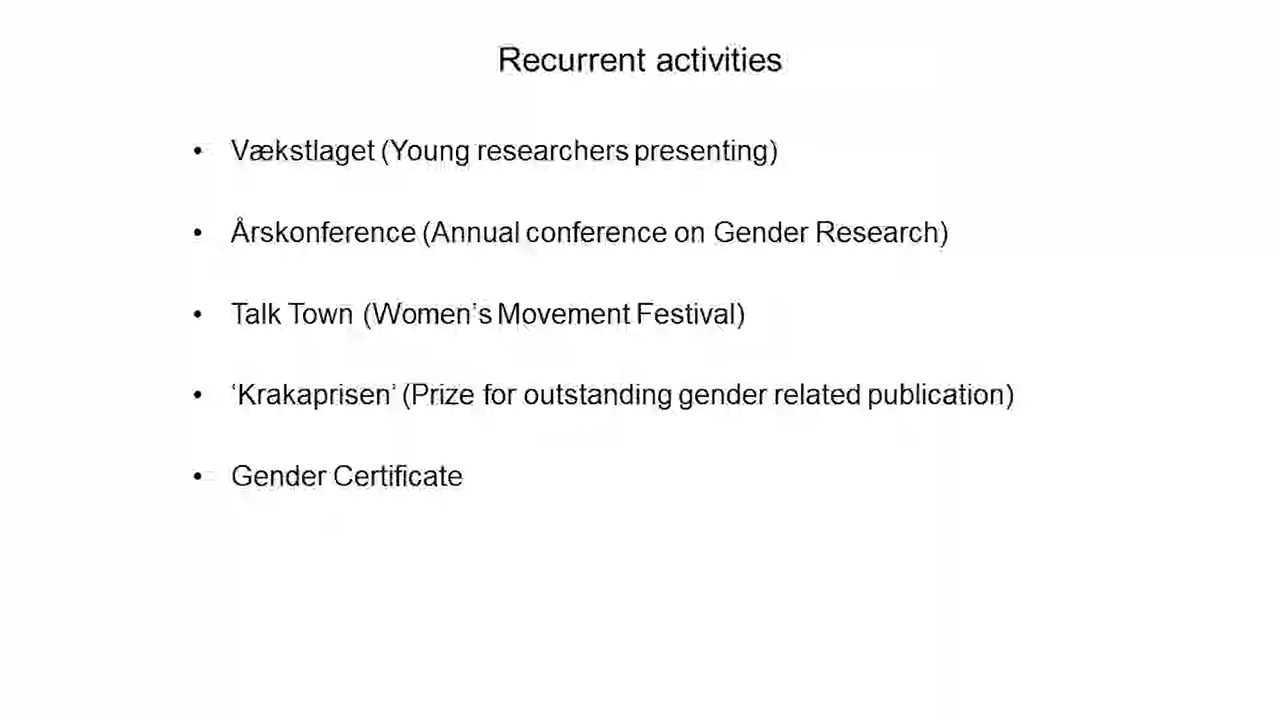 Recurrent activities
• Vækstlaget (Young researchers presenting)
• Årskonference (Annual conference on Gender Research)
• Talk Town (Women’s Movement Festival)
• ‘Krakaprisen’ (Prize for outstanding gender related publication)
• Gender Certificate